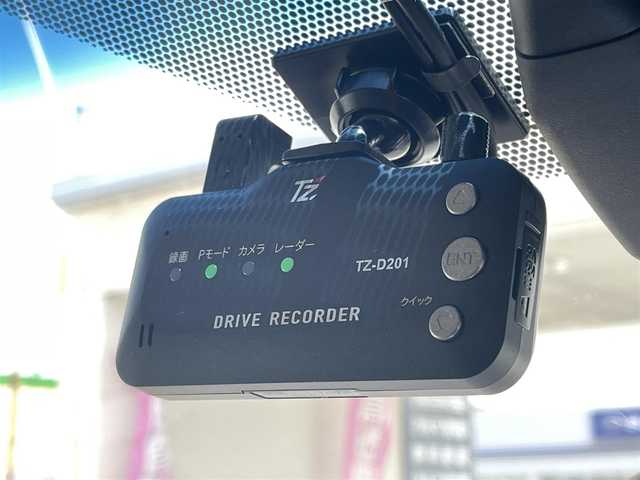 TZ
録画 Pモード カメラ レーダー
TZ-D201
ENT
クイック
DRIVE RECORDER